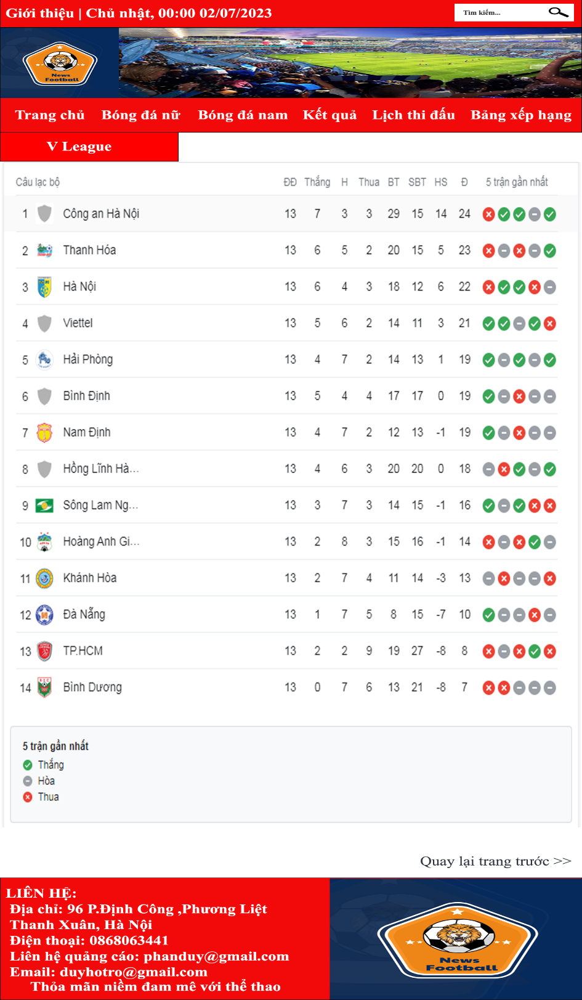 Giới thiệu | Chủ nhật, 00:00 02/07/2023
Tìm kiếm...
News
Football
Trang chủ Bóng đá nữ Bóng đá nam Kết quả Lịch thi đấu Bảng xếp hạng
V League
Câu lạc bộ ĐĐ Thắng H Thua BT SBT HS Đ 5 trận gần nhất
1 Công an Hà Nội 13 7 3 3 29 15 14 24
2 Thanh Hóa 13 6 5 2 20 15 5 23
3 Hà Nội 13 6 4 3 18 12 6 22
4 Viettel 13 5 6 2 14 11 3 21
5 Hải Phòng 13 4 7 2 14 13 1 19
6 Bình Định 13 5 4 4 17 17 0 19
7 Nam Định 13 4 7 2 12 13 -1 19
8 Hồng Lĩnh Hà... 13 4 6 3 20 20 0 18
9 Sông Lam Ng... 13 3 7 3 14 15 -1 16
10 Hoàng Anh Gi... 13 2 8 3 15 16 -1 14
11 Khánh Hòa 13 2 7 4 11 14 -3 13
12 Đà Nẵng 13 1 7 5 8 15 -7 10
13 TP.HCM 13 2 2 9 19 27 -8 8
14 Bình Dương 13 0 7 6 13 21 -8 7
5 trận gần nhất
Thắng
Hòa
Thua
Quay lại trang trước >>
LIÊN HỆ:
Địa chỉ: 96 P.Định Công ,Phương Liệt
Thanh Xuân, Hà Nội
Điện thoại: 0868063441
Liên hệ quảng cáo: phanduy@gmail.com
Email: duyhotro@gmail.com
Thỏa mãn niềm đam mê với thể thao
News
Football